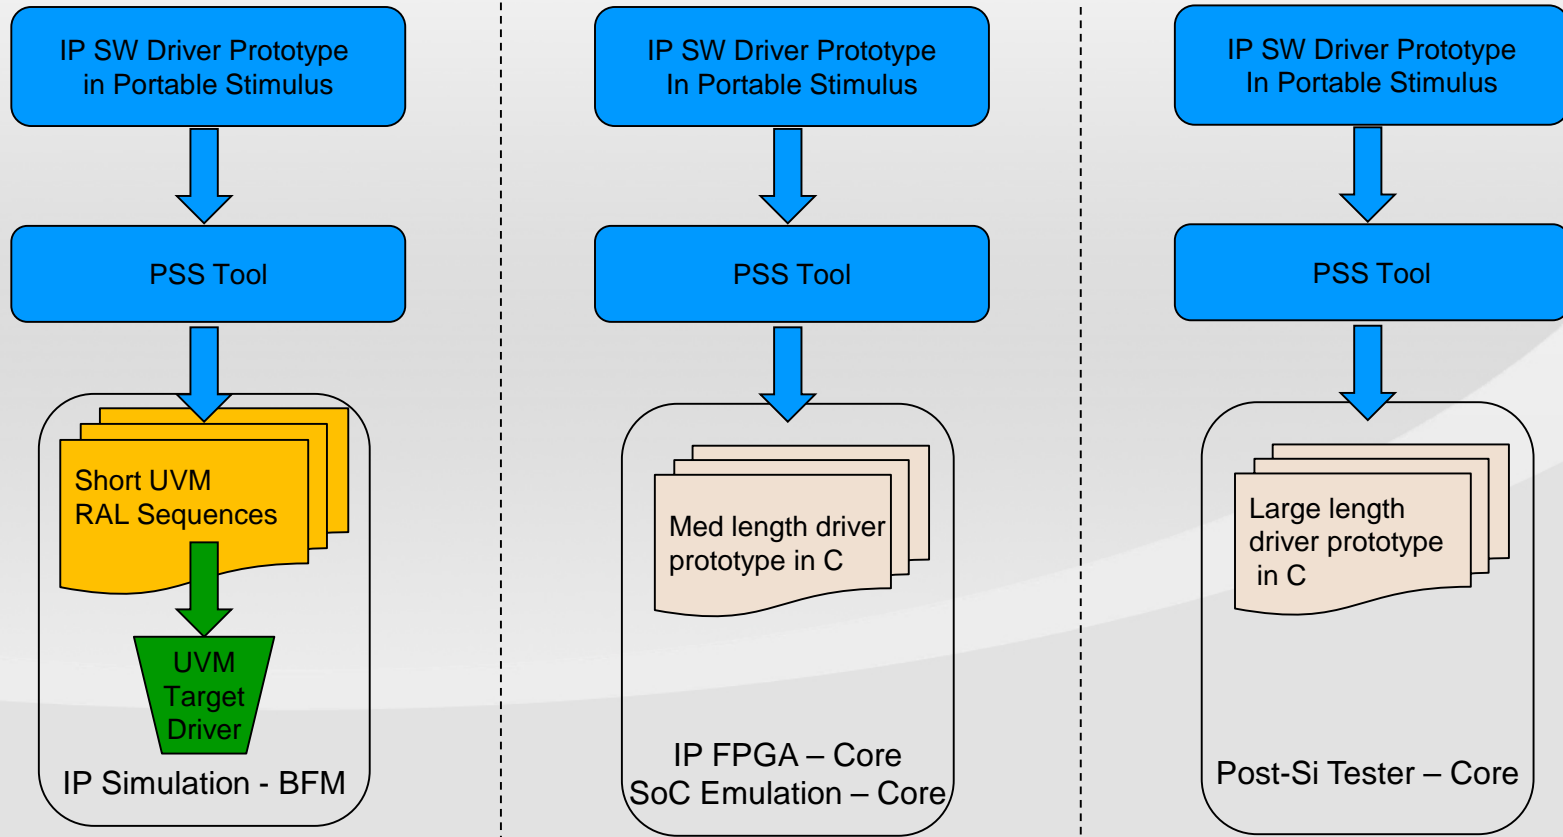 IP SW Driver Prototype
in Portable Stimulus
PSS Tool
Short UVM
RAL Sequences
UVM
Target
Driver
IP Simulation - BFM
IP SW Driver Prototype
In Portable Stimulus
PSS Tool
Med length driver
prototype in C
IP FPGA – Core
SoC Emulation – Core
IP SW Driver Prototype
In Portable Stimulus
PSS Tool
Large length
driver prototype
in C
Post-Si Tester – Core